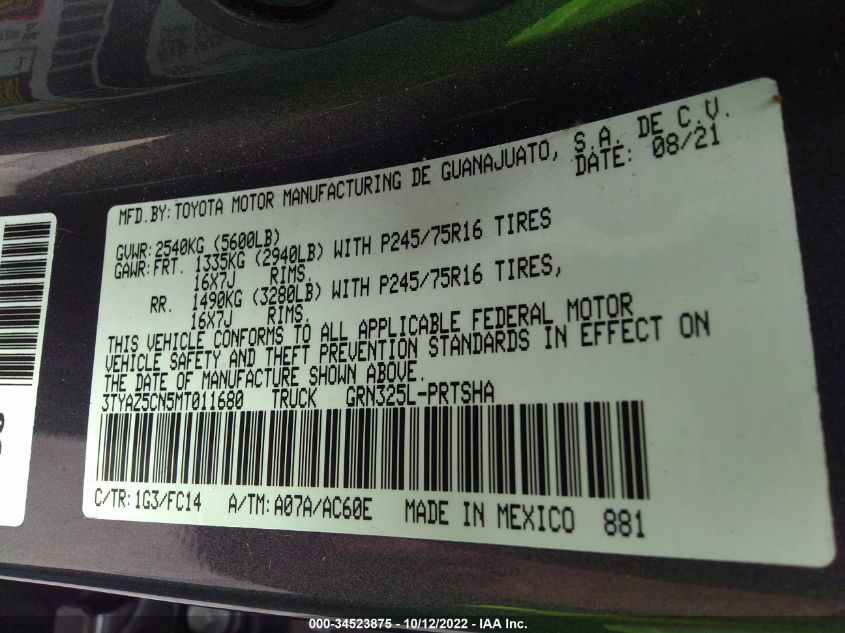 MFD.BY:TOYOTA MOTOR MANUFACTURING DE GUANAJUATO, S.A. DE C.V.
DATE: 08/21
GVWR:2540KG (5600LB)
GAWR:FRT. 1335KG (2940LB) WITH P245/75R16 TIRES
16X7J RIMS.
RR. 1490KG (3280LB) WITH P245/75R16 TIRES,
16X7J RIMS.
THIS VEHICLE CONFORMS TO ALL APPLICABLE FEDERAL MOTOR
VEHICLE SAFETY AND THEFT PREVENTION STANDARDS IN EFFECT ON
THE DATE OF MANUFACTURE SHOWN ABOVE.
3TYAZ5CN5MT011680 TRUCK GRN325L-PRTSHA
C/TR:1G3/FC14 A/TM:A07A/AC60E MADE IN MEXICO 881
000-34523875 - 10/12/2022 - IAA Inc.